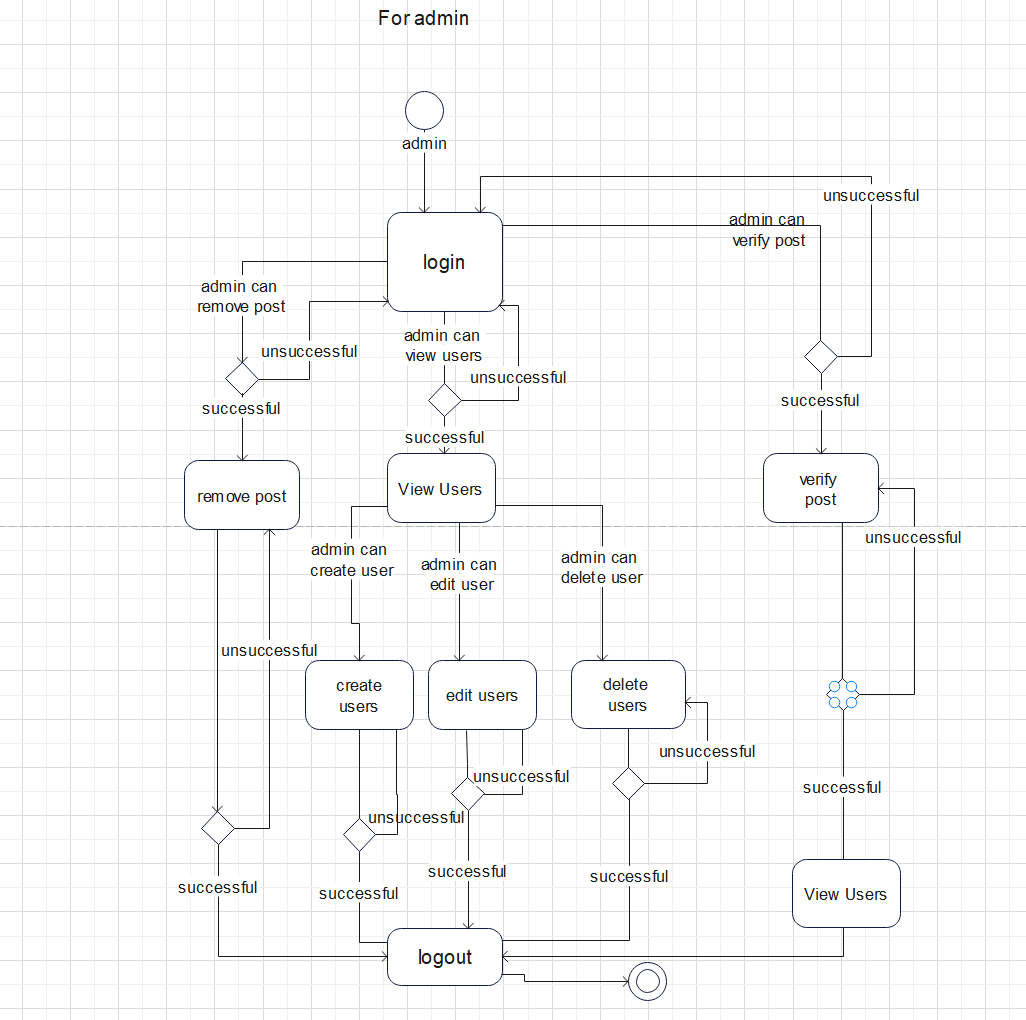 For admin
admin
unsuccessful
admin can
verify post
login
admin can
remove post
admin can
view users
unsuccessful
unsuccessful
successful
successful
successful
remove post
View Users
verify
post
unsuccessful
admin can
create user
admin can
edit user
admin can
delete user
unsuccessful
create
users
edit users
delete
users
unsuccessful
unsuccessful
successful
unsuccessful
successful
successful
successful
successful
View Users
logout